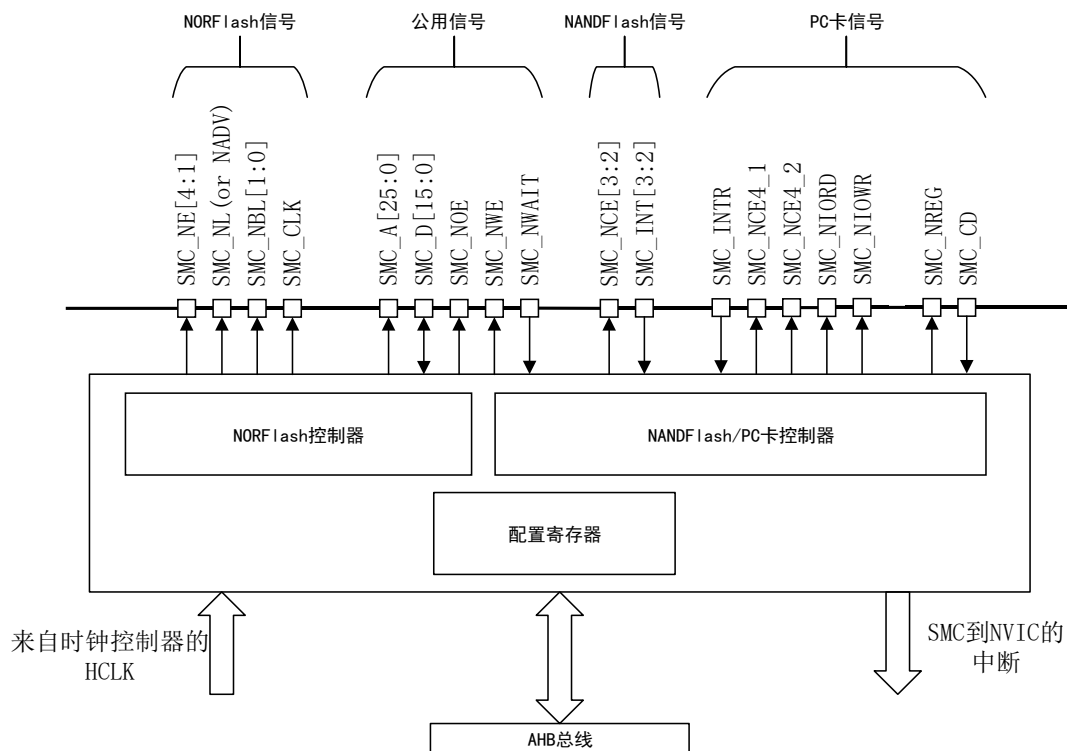 NORFlash信号
公用信号
NANDFlash信号
PC卡信号
SMC_NE[4:1]
SMC_NL(or NADV)
SMC_NBL[1:0]
SMC_CLK
SMC_A[25:0]
SMC_D[15:0]
SMC_NOE
SMC_NWE
SMC_NWAIT
SMC_NCE[3:2]
SMC_INT[3:2]
SMC_INTR
SMC_NCE4_1
SMC_NCE4_2
SMC_NIORD
SMC_NIOWR
SMC_NREG
SMC_CD
NORFlash控制器
NANDFlash/PC卡控制器
配置寄存器
来自时钟控制器的
HCLK
SMC到NVIC的
中断
AHB总线